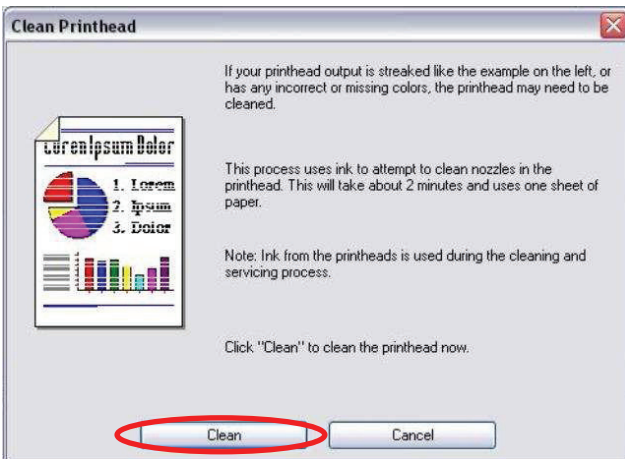 Clean Printhead
If your printhead output is streaked like the example on the left, or
has any incorrect or missing colors, the printhead may need to be
cleaned.
Lorem Ipsum Dolor
1. Lorem
2. Ipsum
3. Dolor
This process uses ink to attempt to clean nozzles in the
printhead. This will take about 2 minutes and uses one sheet of
paper.
Note: Ink from the printheads is used during the cleaning and
servicing process.
Click "Clean" to clean the printhead now.
Clean
Cancel